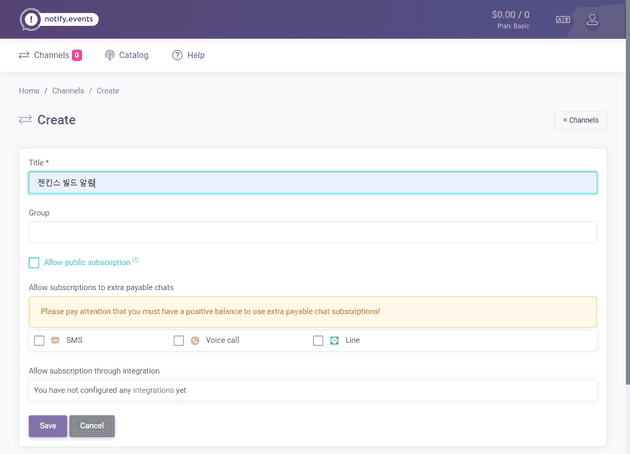 notify.events
$0.00 / 0
Plan: Basic
Channels 0
Catalog
Help
Home / Channels / Create
Create
« Channels
Title *
젠킨스 빌드 알람
Group
Allow public subscription ?
Allow subscriptions to extra payable chats
Please pay attention that you must have a positive balance to use extra payable chat subscriptions!
SMS
Voice call
Line
Allow subscription through integration
You have not configured any integrations yet
Save
Cancel